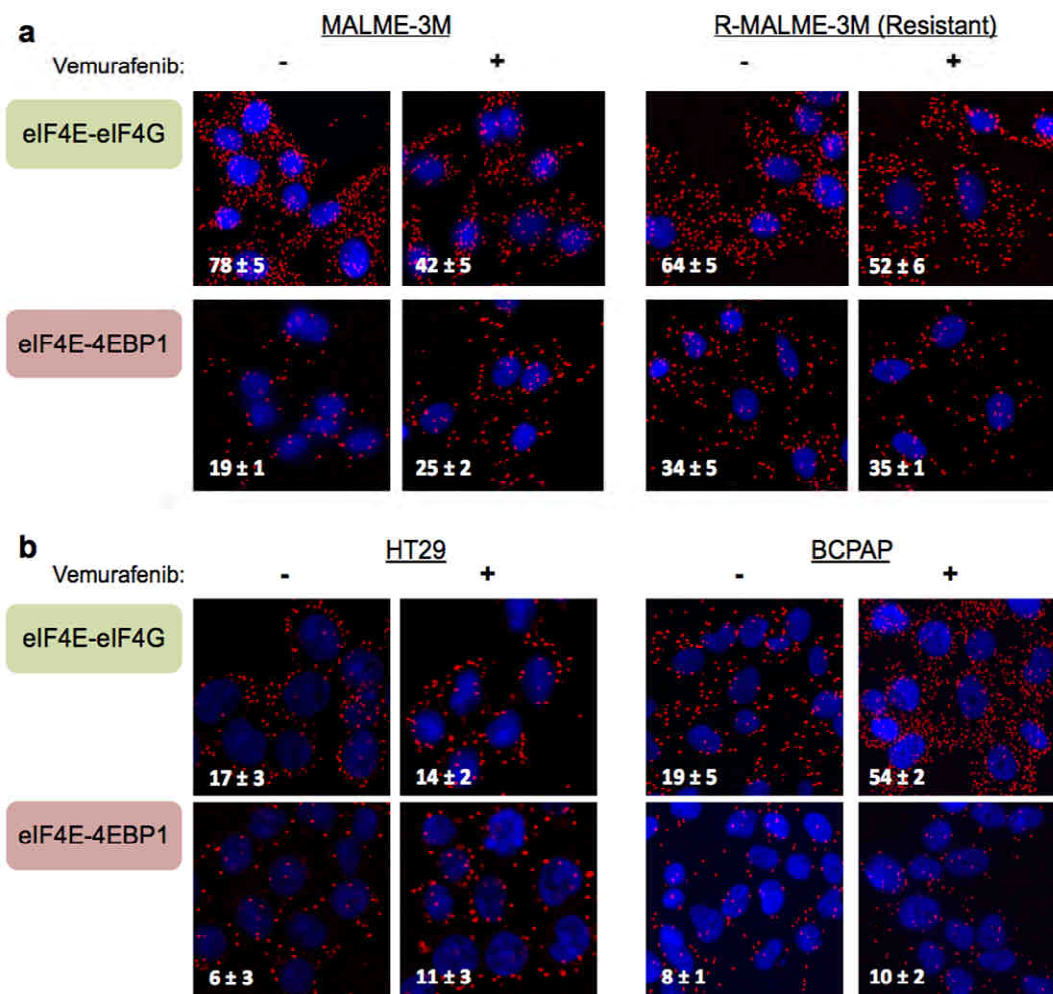 a
MALME-3M
R-MALME-3M (Resistant)
Vemurafenib:
-
+
-
+
eIF4E-eIF4G
78 ± 5
42 ± 5
64 ± 5
52 ± 6
eIF4E-4EBP1
19 ± 1
25 ± 2
34 ± 5
35 ± 1
b
HT29
BCPAP
Vemurafenib:
-
+
-
+
eIF4E-eIF4G
17 ± 3
14 ± 2
19 ± 5
54 ± 2
eIF4E-4EBP1
6 ± 3
11 ± 3
8 ± 1
10 ± 2